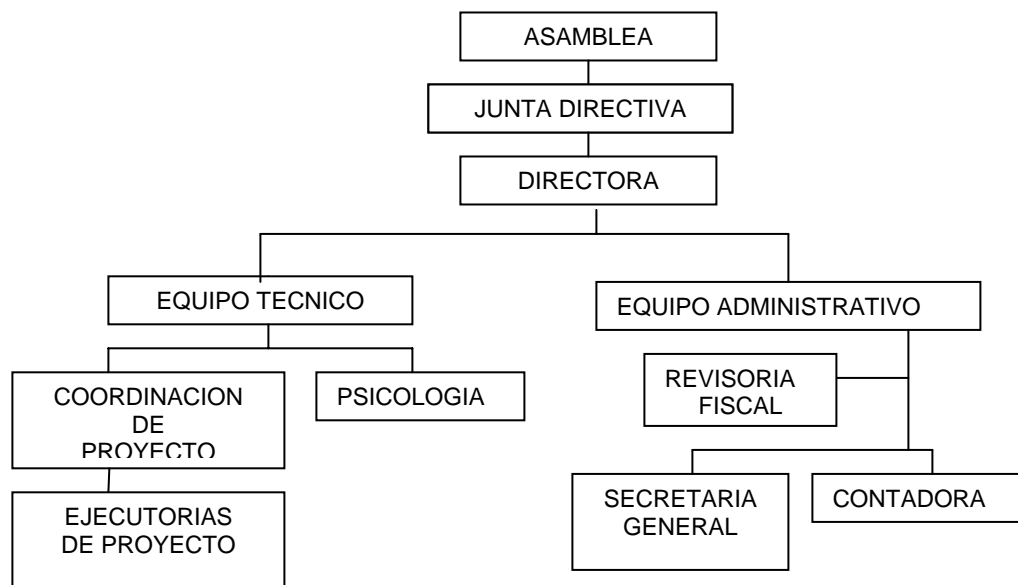 ASAMBLEA
JUNTA DIRECTIVA
DIRECTORA
EQUIPO TECNICO
EQUIPO ADMINISTRATIVO
COORDINACION
DE
PROYECTO
PSICOLOGIA
REVISORIA
FISCAL
EJECUTORIAS
DE PROYECTO
SECRETARIA
GENERAL
CONTADORA